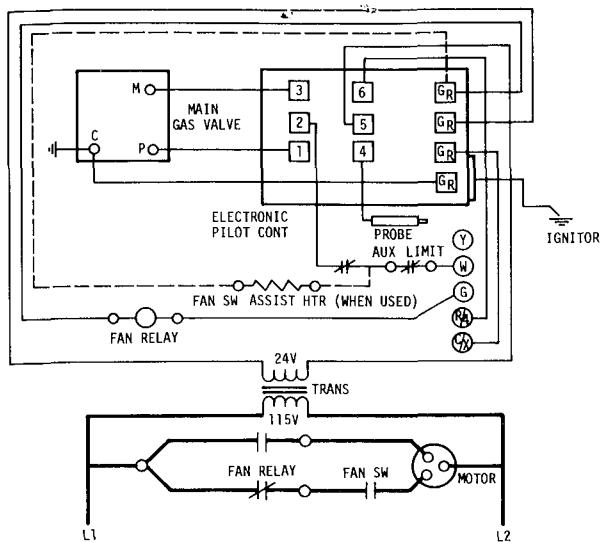 M
MAIN
GAS VALVE
C
P
3
2
1
6
5
4
GR
GR
GR
GR
ELECTRONIC
PILOT CONT
PROBE
IGNITOR
AUX LIMIT
Y
W
G
FAN SW ASSIST HTR (WHEN USED)
FAN RELAY
24V
TRANS
115V
FAN RELAY
FAN SW
MOTOR
L1
L2